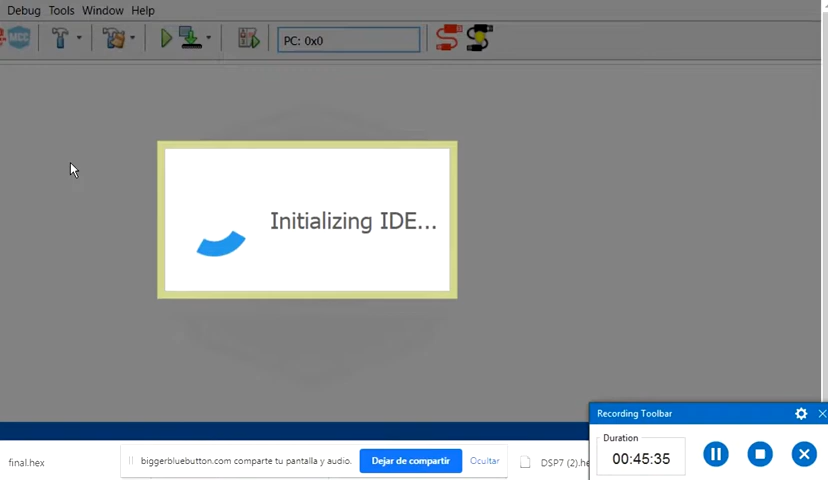 Debug Tools Window Help
MCC
PC: 0x0
Initializing IDE...
Recording Toolbar
Duration
00:45:35
final.hex
biggerbluebutton.com comparte tu pantalla y audio.
Dejar de compartir
Ocultar
DSP7 (2).he